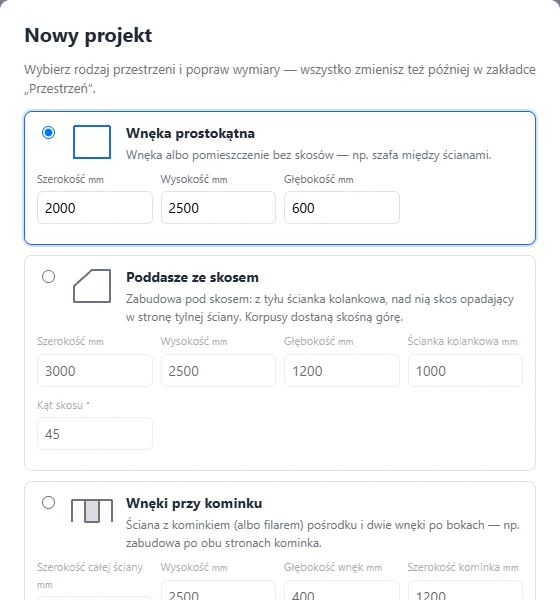 Nowy projekt
Wybierz rodzaj przestrzeni i popraw wymiary — wszystko zmienisz też później w zakładce
„Przestrzeń”.
Wnęka prostokątna
Wnęka albo pomieszczenie bez skosów — np. szafa między ścianami.
Szerokość mm Wysokość mm Głębokość mm
2000 2500 600
Poddasze ze skosem
Zabudowa pod skosem: z tyłu ścianka kolankowa, nad nią skos opadający
w stronę tylnej ściany. Korpusy dostaną skośną górę.
Szerokość mm Wysokość mm Głębokość mm Ścianka kolankowa mm
3000 2500 1200 1000
Kąt skosu °
45
Wnęki przy kominku
Ściana z kominkiem (albo filarem) pośrodku i dwie wnęki po bokach — np.
zabudowa po obu stronach kominka.
Szerokość całej ściany mm Wysokość mm Głębokość wnęk mm Szerokość kominka mm
2500 400 1200